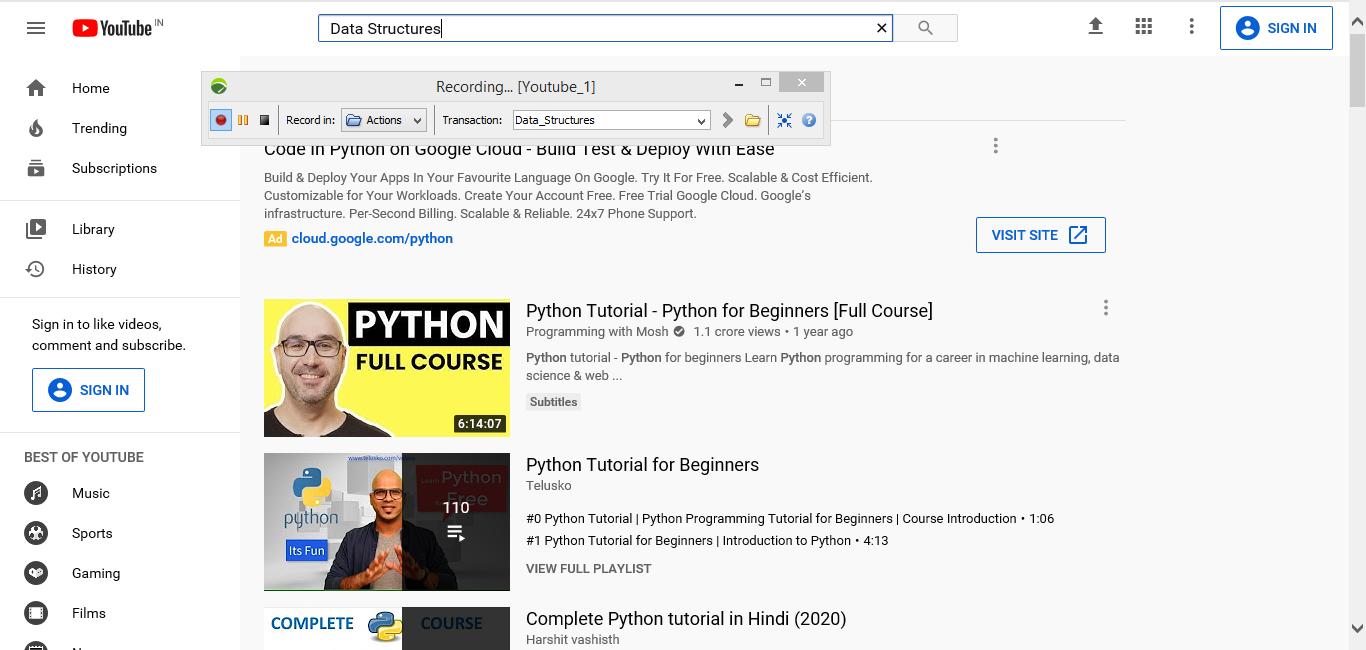 YouTube IN
Data Structures
SIGN IN
Home
Trending
Subscriptions
Library
History
Sign in to like videos,
comment and subscribe.
SIGN IN
BEST OF YOUTUBE
Music
Sports
Gaming
Films
Recording... [Youtube_1]
Record in: Actions Transaction: Data_Structures
Code in Python on Google Cloud - Build Test & Deploy With Ease
Build & Deploy Your Apps In Your Favourite Language On Google. Try It For Free. Scalable & Cost Efficient.
Customizable for Your Workloads. Create Your Account Free. Free Trial Google Cloud. Google's
infrastructure. Per-Second Billing. Scalable & Reliable. 24x7 Phone Support.
Ad cloud.google.com/python
VISIT SITE
PYTHON
FULL COURSE
6:14:07
Python Tutorial - Python for Beginners [Full Course]
Programming with Mosh 1.1 crore views • 1 year ago
Python tutorial - Python for beginners Learn Python programming for a career in machine learning, data
science & web ...
Subtitles
python
Its Fun
Learn Python
Free
110
Python Tutorial for Beginners
Telusko
#0 Python Tutorial | Python Programming Tutorial for Beginners | Course Introduction • 1:06
#1 Python Tutorial for Beginners | Introduction to Python • 4:13
VIEW FULL PLAYLIST
COMPLETE COURSE
Complete Python tutorial in Hindi (2020)
Harshit vashisth